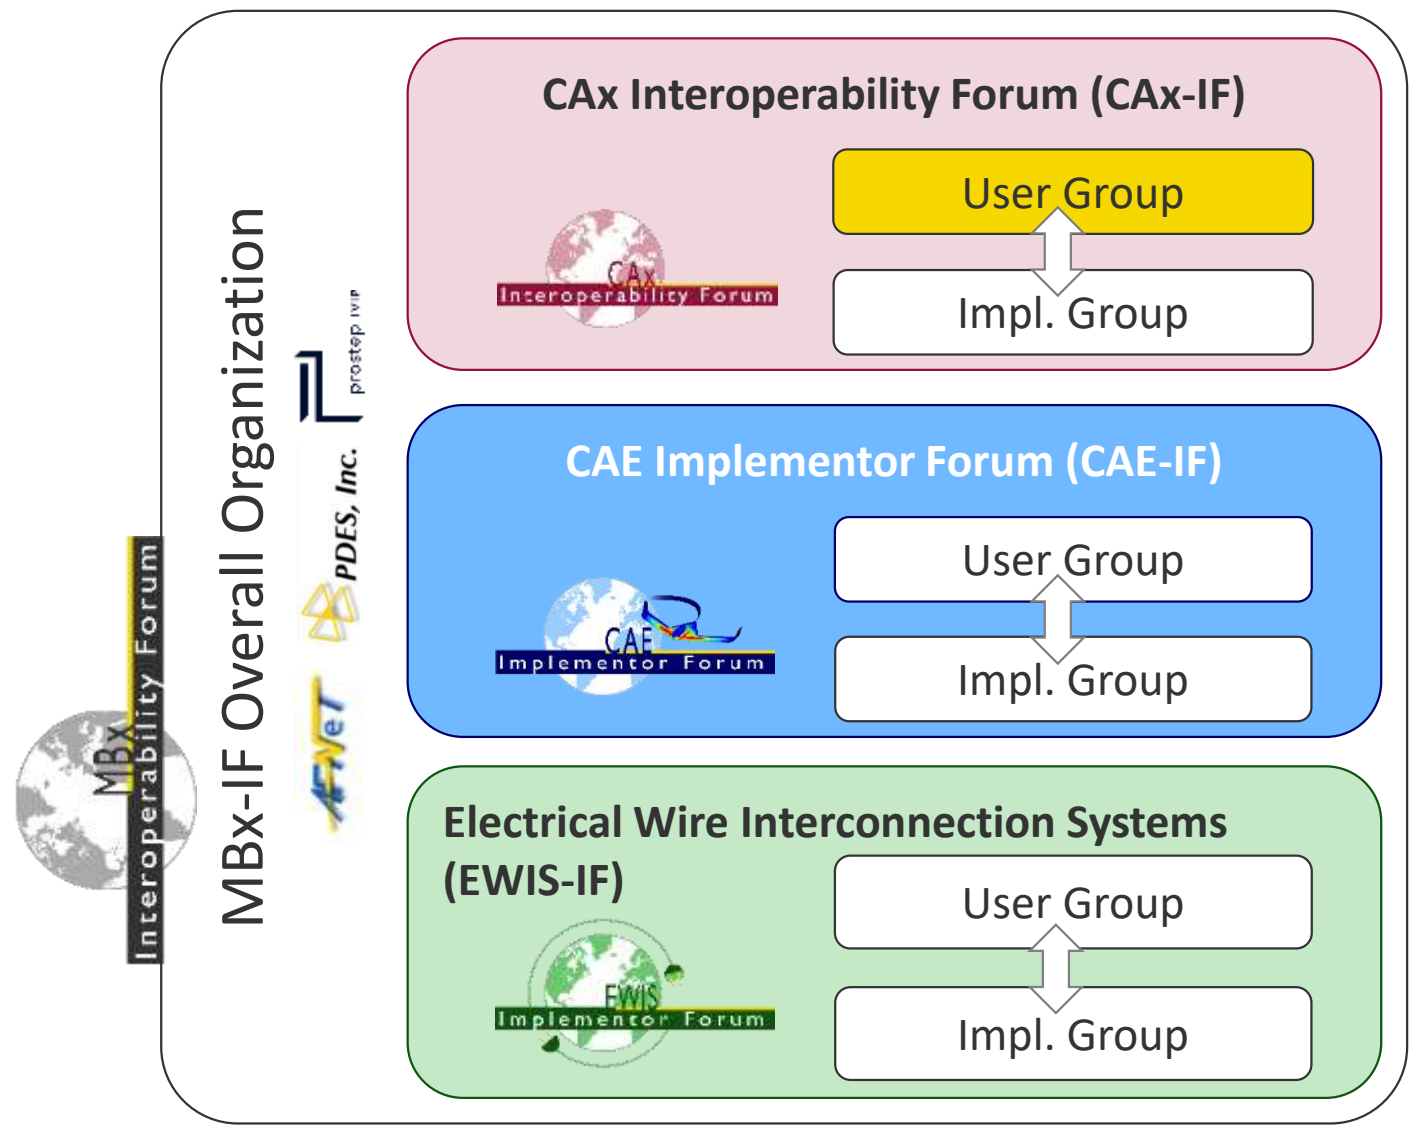 MBx
Interoperability Forum
MBx-IF Overall Organization
prostep IVIP
PDES, Inc.
AFNeT
CAx Interoperability Forum (CAx-IF)
CAx
Interoperability Forum
User Group
Impl. Group
CAE Implementor Forum (CAE-IF)
CAE
Implementor Forum
User Group
Impl. Group
Electrical Wire Interconnection Systems
(EWIS-IF)
EWIS
Implementor Forum
User Group
Impl. Group